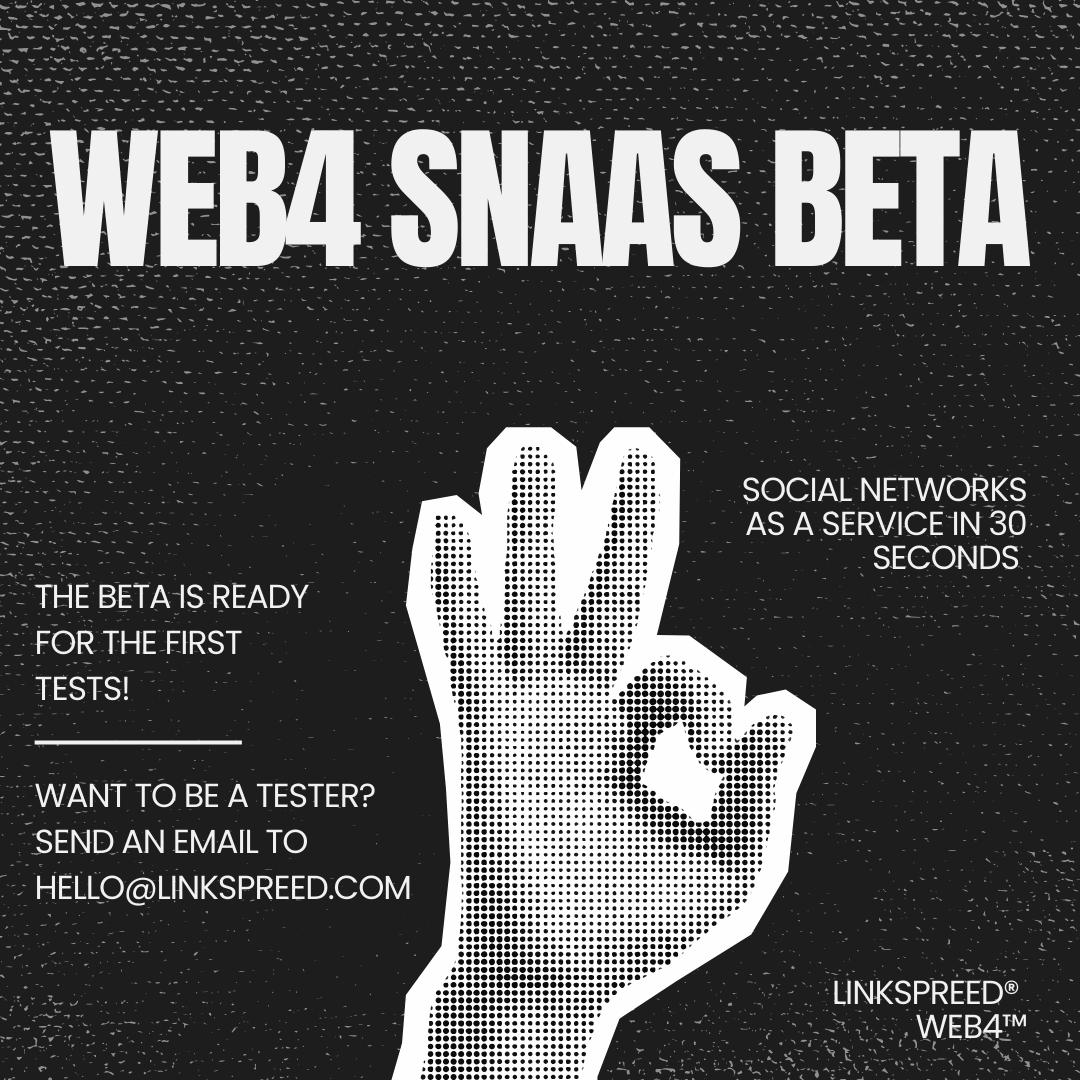 WEB4 SNAAS BETA
SOCIAL NETWORKS
AS A SERVICE IN 30
SECONDS
THE BETA IS READY
FOR THE FIRST
TESTS!
WANT TO BE A TESTER?
SEND AN EMAIL TO
HELLO@LINKSPREED.COM
LINKSPREED®
WEB4™